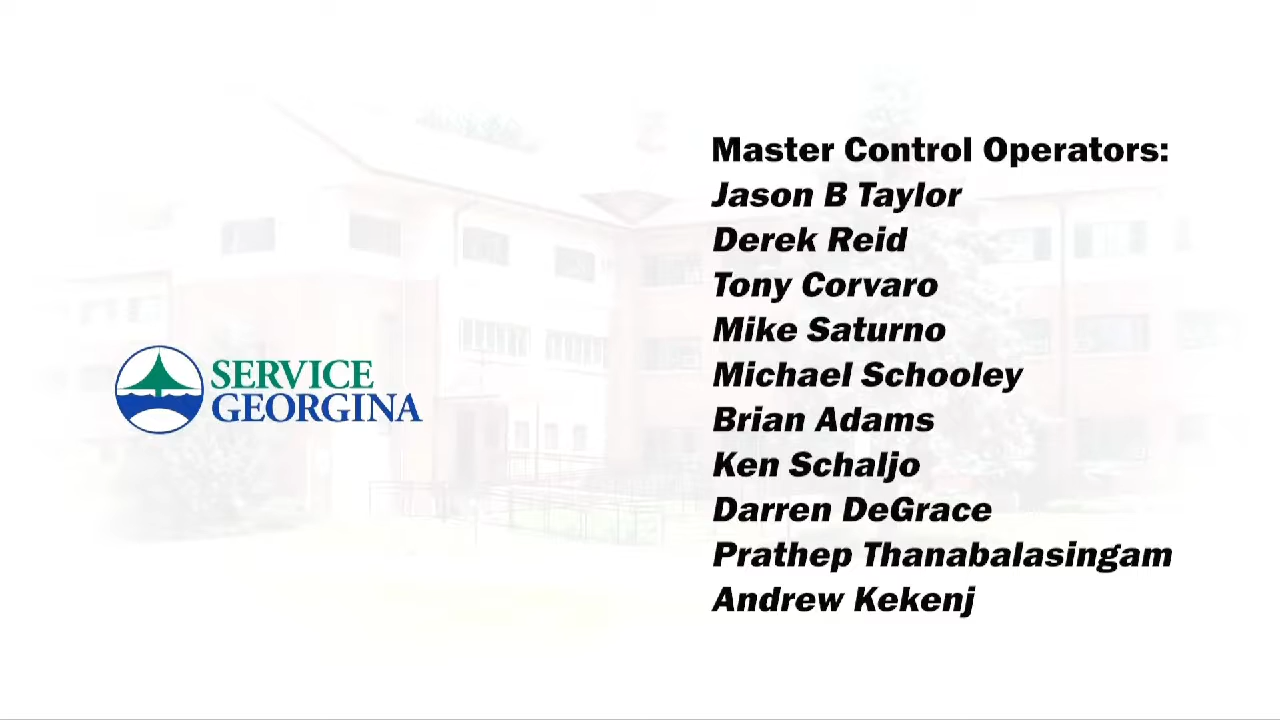 SERVICE
GEORGINA
Master Control Operators:
Jason B Taylor
Derek Reid
Tony Corvaro
Mike Saturno
Michael Schooley
Brian Adams
Ken Schaljo
Darren DeGrace
Prathep Thanabalasingam
Andrew Kekenj